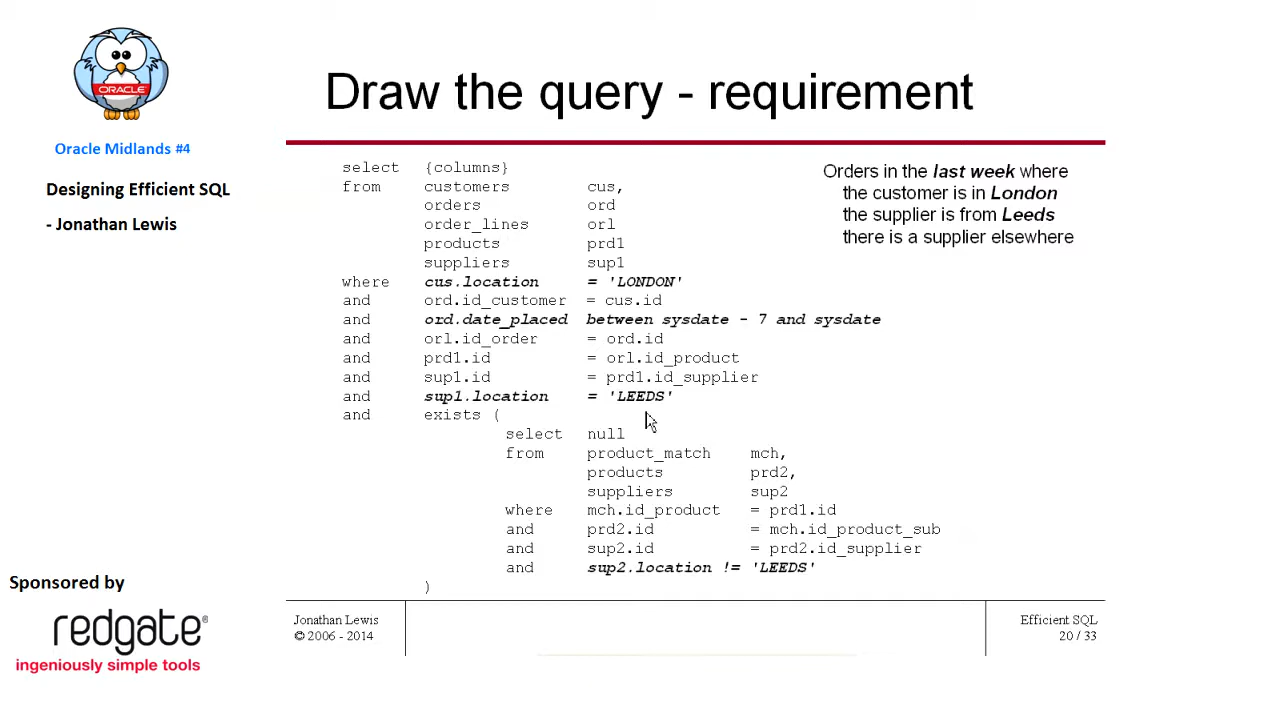 ORACLE
Oracle Midlands #4
Designing Efficient SQL
- Jonathan Lewis
Draw the query - requirement
select {columns}
from customers cus,
orders ord
order_lines orl
products prd1
suppliers sup1
where cus.location = 'LONDON'
and ord.id_customer = cus.id
and ord.date_placed between sysdate - 7 and sysdate
and orl.id_order = ord.id
and prd1.id = orl.id_product
and sup1.id = prd1.id_supplier
and sup1.location = 'LEEDS'
and exists (
select null
from product_match mch,
products prd2,
suppliers sup2
where mch.id_product = prd1.id
and prd2.id = mch.id_product_sub
and sup2.id = prd2.id_supplier
and sup2.location != 'LEEDS'
)
Orders in the last week where
the customer is in London
the supplier is from Leeds
there is a supplier elsewhere
Sponsored by
redgate®
ingeniously simple tools
Jonathan Lewis
© 2006 - 2014
Efficient SQL
20 / 33